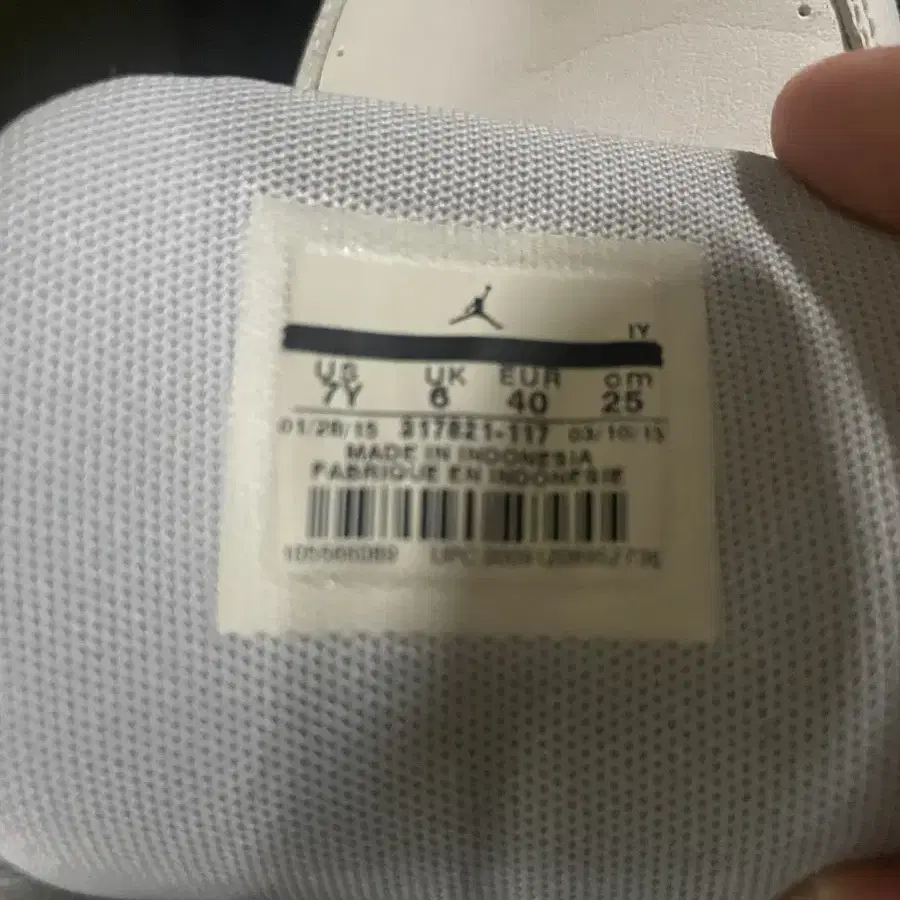 IY
US UK EUR cm
7Y 6 40 25
01/28/15 317821-117 03/10/15
MADE IN INDONESIA
FABRIQUE EN INDONESIE
UPC